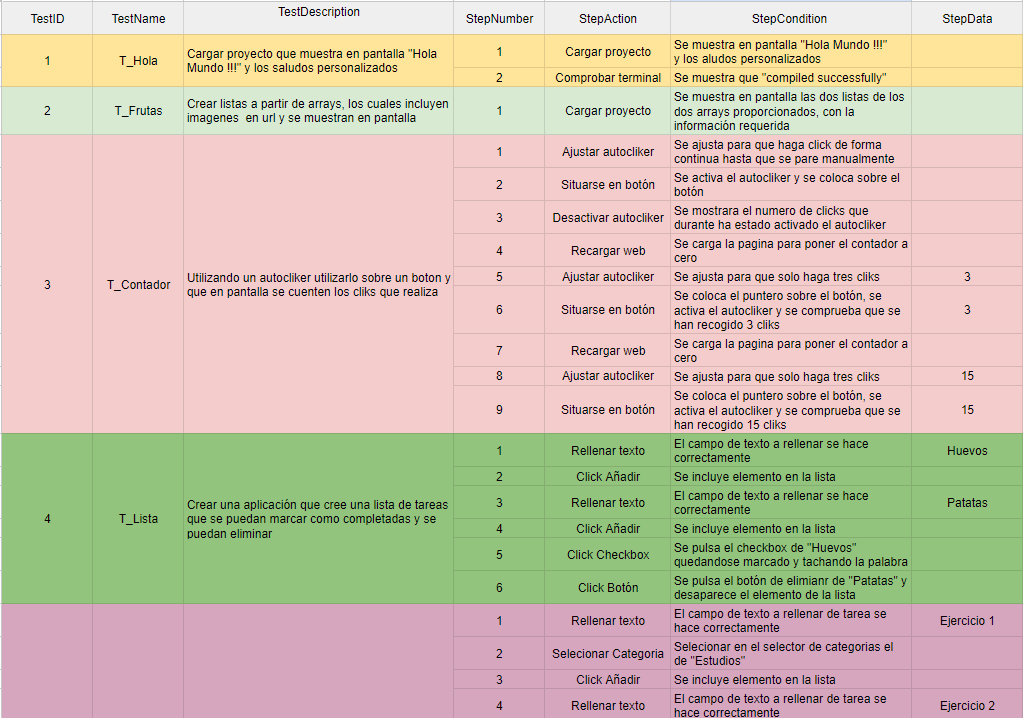 TestID TestName TestDescription StepNumber StepAction StepCondition StepData
1 T_Hola Cargar proyecto que muestra en pantalla "Hola
Mundo !!!" y los saludos personalizados
1 Cargar proyecto Se muestra en pantalla "Hola Mundo !!!"
y los aludos personalizados
2 Comprobar terminal Se muestra que "compiled successfully"
2 T_Frutas Crear listas a partir de arrays, los cuales incluyen
imagenes en url y se muestran en pantalla
1 Cargar proyecto Se muestra en pantalla las dos listas de los
dos arrays proporcionados, con la
información requerida
3 T_Contador Utilizando un autocliker utilizarlo sobre un boton y
que en pantalla se cuenten los cliks que realiza
1 Ajustar autocliker Se ajusta para que haga click de forma
continua hasta que se pare manualmente
2 Situarse en botón Se activa el autocliker y se coloca sobre el
botón
3 Desactivar autocliker Se mostrara el numero de clicks que
durante ha estado activado el autocliker
4 Recargar web Se carga la pagina para poner el contador a
cero
5 Ajustar autocliker Se ajusta para que solo haga tres cliks 3
6 Situarse en botón Se coloca el puntero sobre el botón, se
activa el autocliker y se comprueba que se
han recogido 3 cliks
3
7 Recargar web Se carga la pagina para poner el contador a
cero
8 Ajustar autocliker Se ajusta para que solo haga tres cliks 15
9 Situarse en botón Se coloca el puntero sobre el botón, se
activa el autocliker y se comprueba que se
han recogido 15 cliks
15
4 T_Lista Crear una aplicación que cree una lista de tareas
que se puedan marcar como completadas y se
puedan eliminar
1 Rellenar texto El campo de texto a rellenar se hace
correctamente
Huevos
2 Click Añadir Se incluye elemento en la lista
3 Rellenar texto El campo de texto a rellenar se hace
correctamente
Patatas
4 Click Añadir Se incluye elemento en la lista
5 Click Checkbox Se pulsa el checkbox de "Huevos"
quedandose marcado y tachando la palabra
6 Click Botón Se pulsa el botón de elimianr de "Patatas" y
desaparece el elemento de la lista
1 Rellenar texto El campo de texto a rellenar de tarea se
hace correctamente
Ejercicio 1
2 Selecionar Categoria Selecionar en el selector de categorias el
de "Estudios"
3 Click Añadir Se incluye elemento en la lista
4 Rellenar texto El campo de texto a rellenar de tarea se
hace correctamente
Ejercicio 2